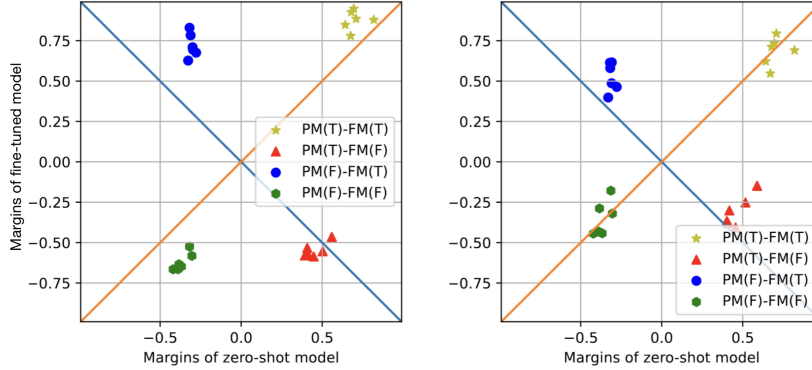 Margins of fine-tuned model
0.75
0.50
0.25
0.00
−0.25
−0.50
−0.75
PM(T)-FM(T)
PM(T)-FM(F)
PM(F)-FM(T)
PM(F)-FM(F)
−0.5
0.0
0.5
Margins of zero-shot model
0.75
0.50
0.25
0.00
−0.25
−0.50
−0.75
PM(T)-FM(T)
PM(T)-FM(F)
PM(F)-FM(T)
PM(F)-FM(F)
−0.5
0.0
0.5
Margins of zero-shot model